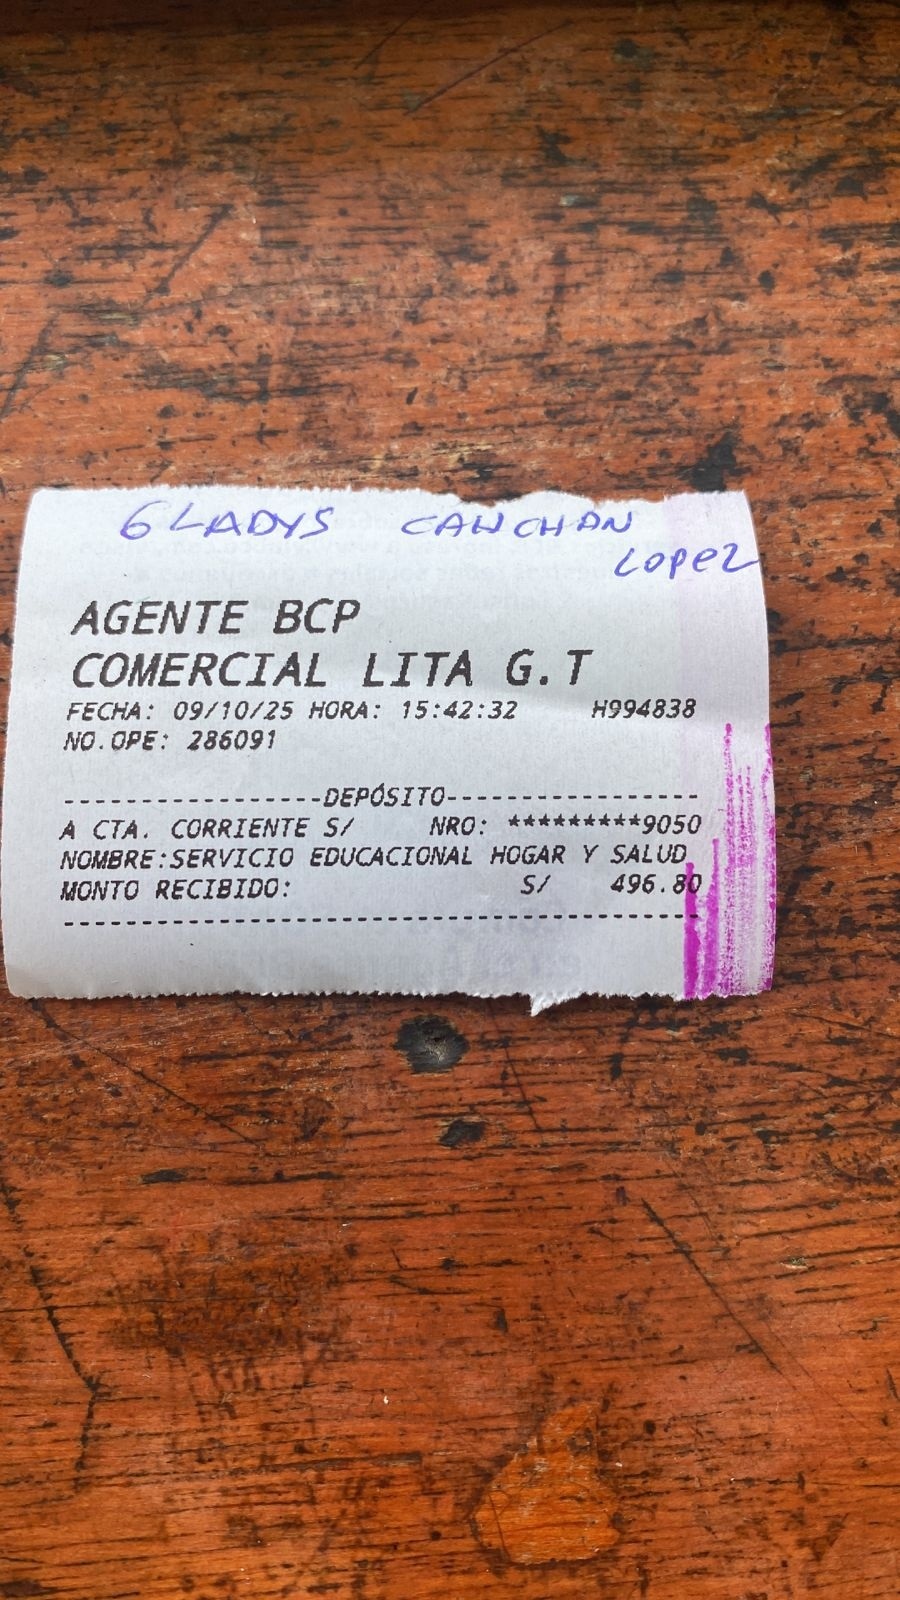 GLADYS CANCHAN
LOPEZ
AGENTE BCP
COMERCIAL LITA G.T
FECHA: 09/10/25 HORA: 15:42:32 H994838
NO.OPE: 286091
-----------------DEPÓSITO-----------------
A CTA. CORRIENTE S/ NRO: *********9050
NOMBRE:SERVICIO EDUCACIONAL HOGAR Y SALUD
MONTO RECIBIDO: S/ 496.80
------------------------------------------